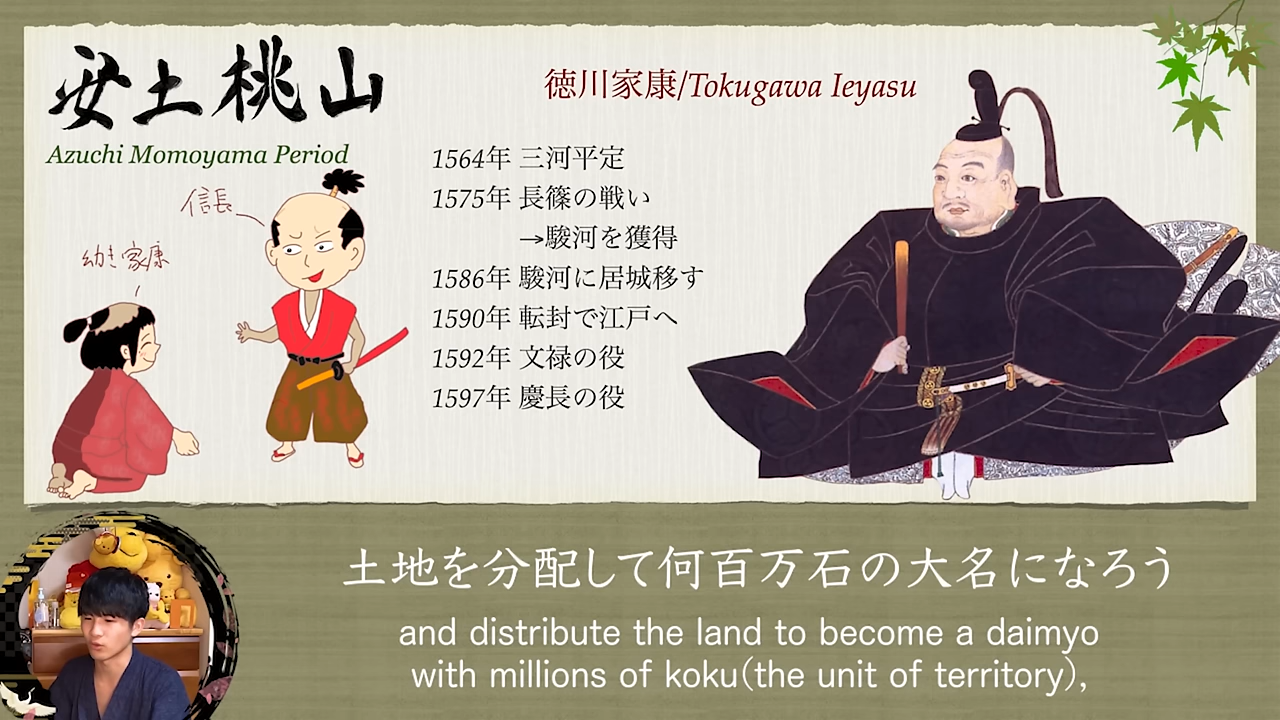 安土桃山
Azuchi Momoyama Period
信長
幼き家康
徳川家康/Tokugawa Ieyasu
1564年 三河平定
1575年 長篠の戦い
→駿河を獲得
1586年 駿河に居城移す
1590年 転封で江戸へ
1592年 文禄の役
1597年 慶長の役
土地を分配して何百万石の大名になろう
and distribute the land to become a daimyo
with millions of koku(the unit of territory),